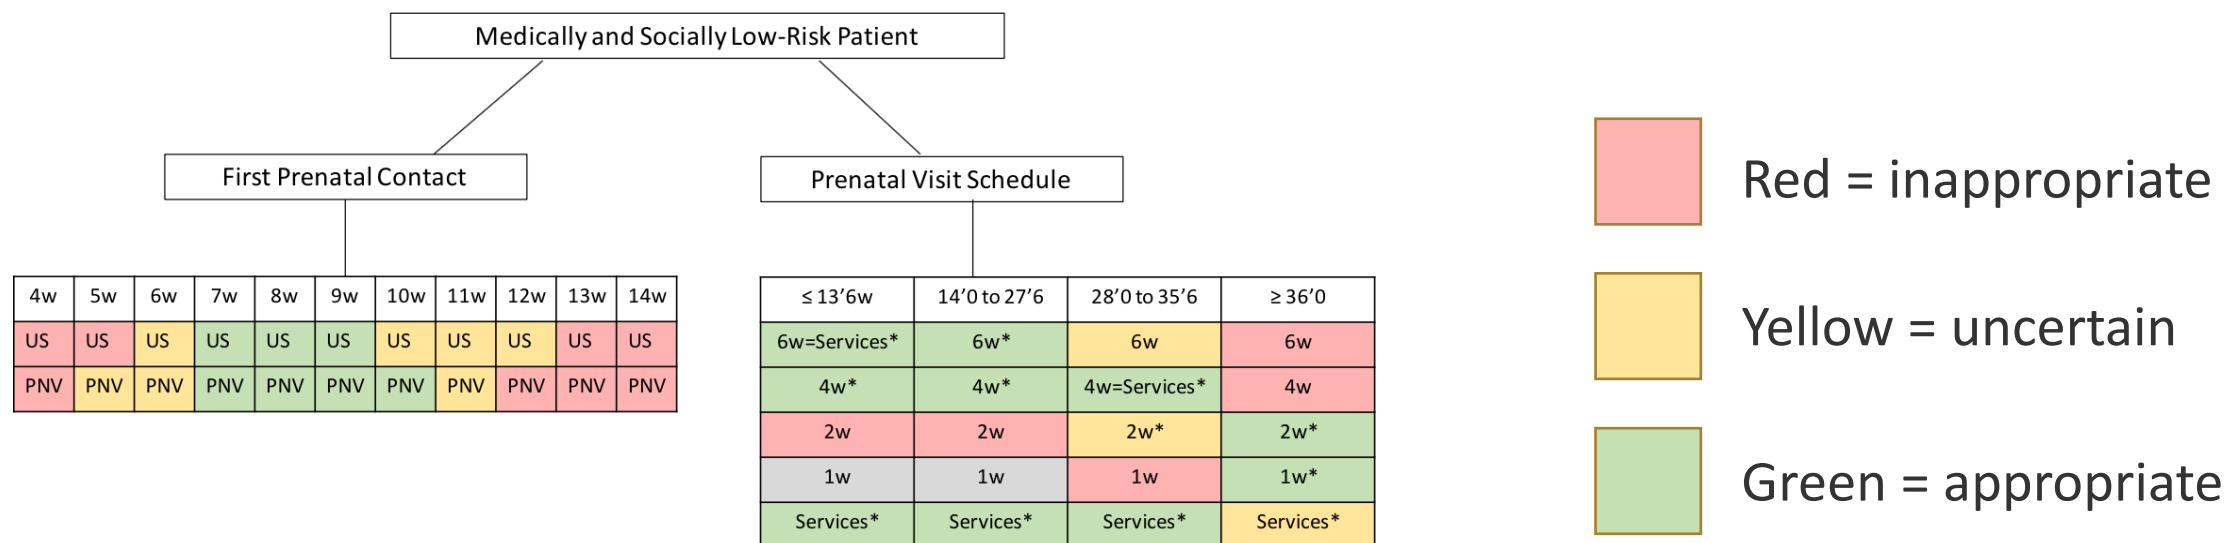 Medically and Socially Low-Risk Patient
First Prenatal Contact
Prenatal Visit Schedule
4w 5w 6w 7w 8w 9w 10w 11w 12w 13w 14w
US US US US US US US US US US US
PNV PNV PNV PNV PNV PNV PNV PNV PNV PNV PNV
≤ 13’6w 14’0 to 27’6 28’0 to 35’6 ≥ 36’0
6w=Services* 6w* 6w 6w
4w* 4w* 4w=Services* 4w
2w 2w 2w* 2w*
1w 1w 1w 1w*
Services* Services* Services* Services*
Red = inappropriate
Yellow = uncertain
Green = appropriate